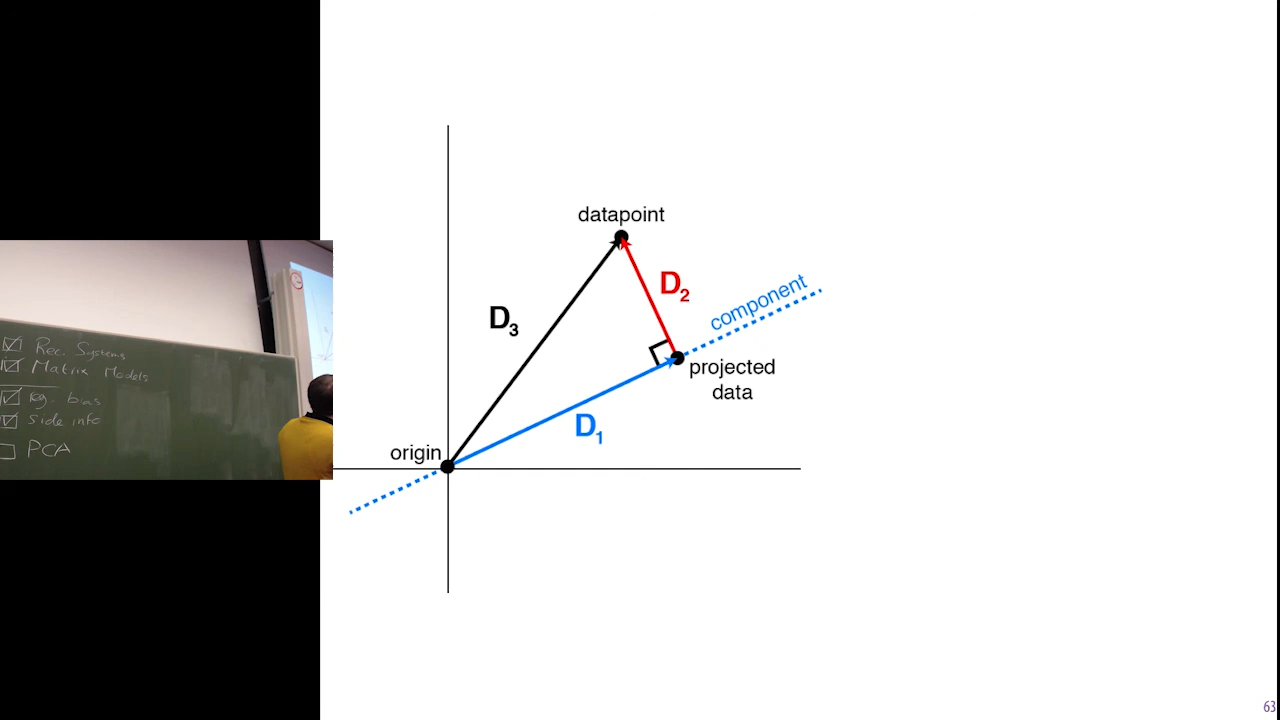 datapoint
D2
component
D3
projected
data
D1
origin
Rec. Systems
Matrix Models
reg. bias
side info
PCA
63